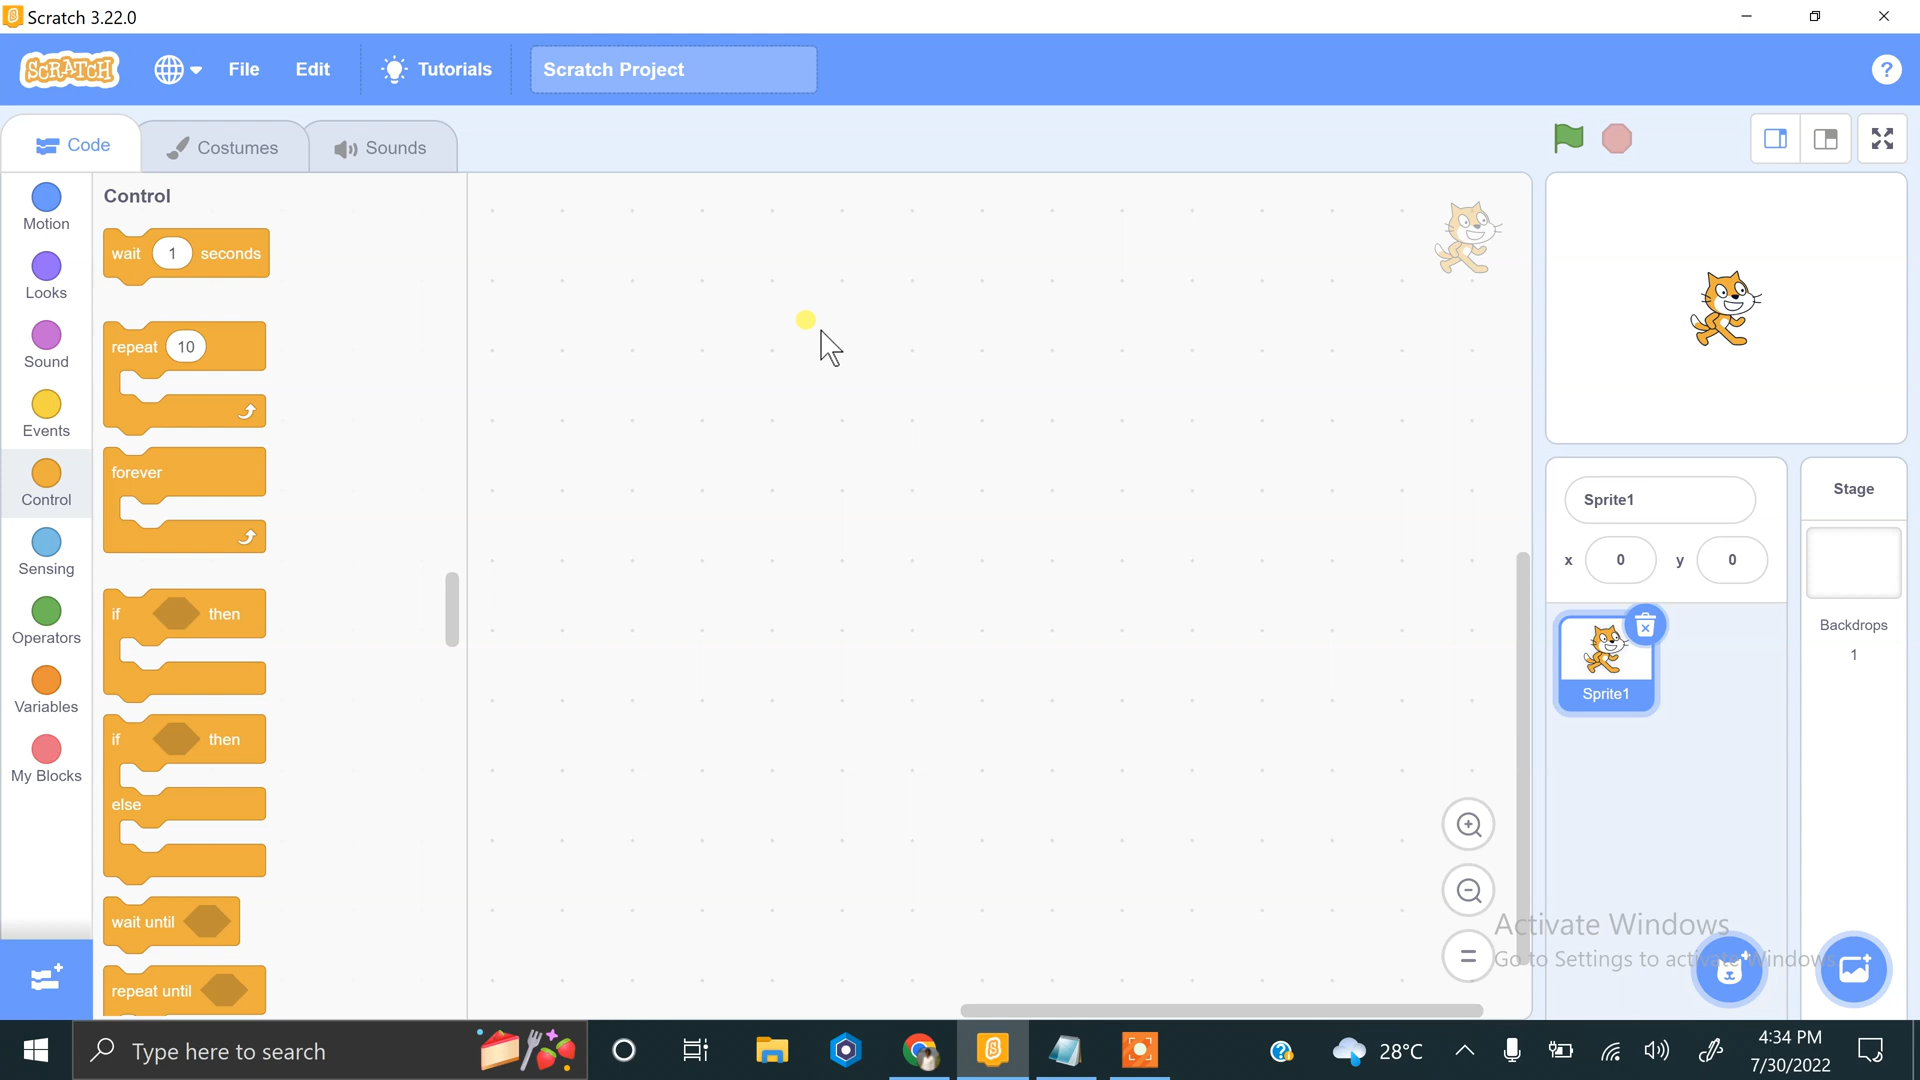 Scratch 3.22.0
SCRATCH
File
Edit
Tutorials
Scratch Project
?
Code
Costumes
Sounds
Motion
Looks
Sound
Events
Control
Sensing
Operators
Variables
My Blocks
Control
wait 1 seconds
repeat 10
forever
if then
if then
else
wait until
repeat until
Sprite1
x 0 y 0
Sprite1
Stage
Backdrops
1
Activate Windows
Go to Settings to activate Windows.
Type here to search
28°C
4:34 PM
7/30/2022